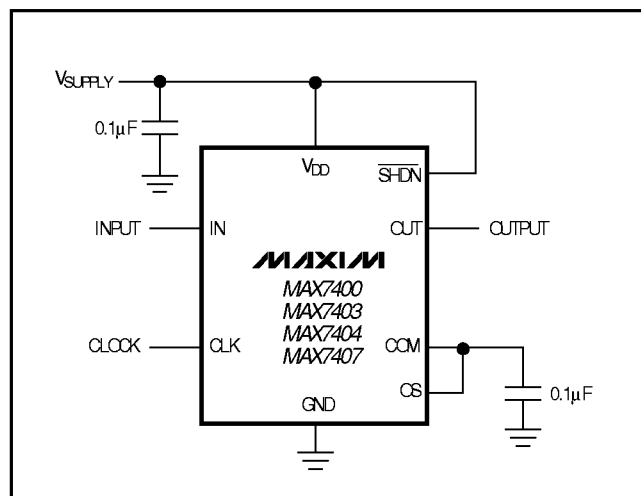 VSUPPLY
0.1µF
VDD
SHDN
INPUT
IN
OUT
OUTPUT
MAXIM
MAX7400
MAX7403
MAX7404
MAX7407
CLOCK
CLK
COM
OS
GND
0.1µF